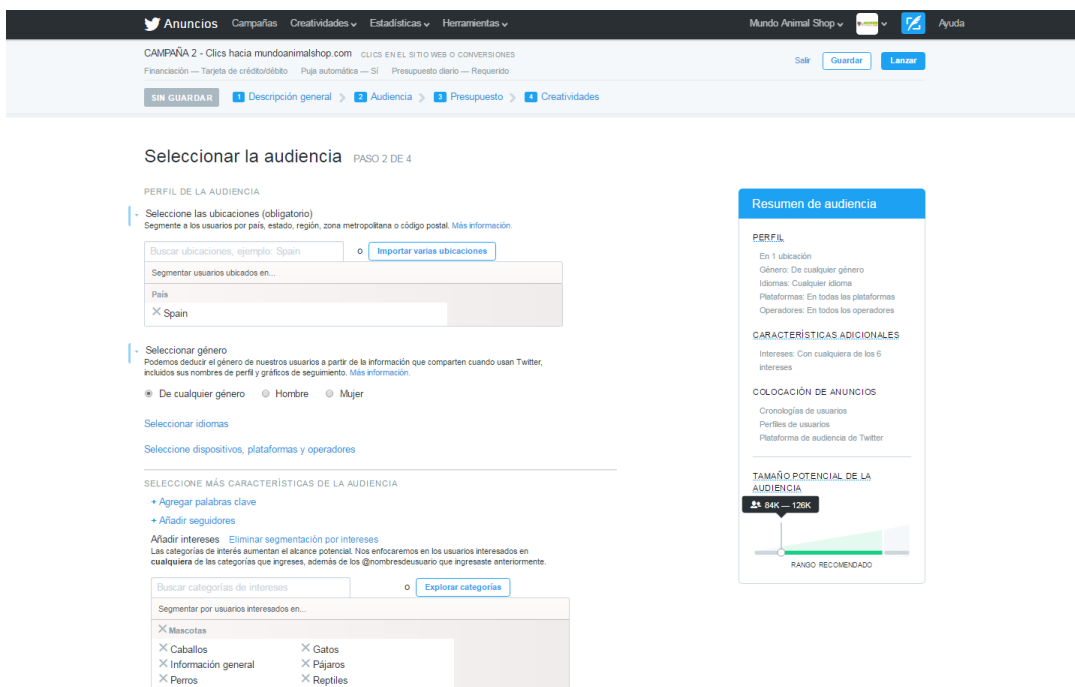 Anuncios Campañas Creatividades Estadísticas Herramientas Mundo Animal Shop Ayuda
CAMPAÑA 2 - Clics hacia mundoanimalshop.com CLICS EN EL SITIO WEB O CONVERSIONES
Financiación — Tarjeta de crédito/débito Puja automática — Sí Presupuesto diario — Requerido
Salir Guardar Lanzar
SIN GUARDAR 1 Descripción general 2 Audiencia 3 Presupuesto 4 Creatividades
Seleccionar la audiencia PASO 2 DE 4
PERFIL DE LA AUDIENCIA
Seleccione las ubicaciones (obligatorio)
Segmente a los usuarios por país, estado, región, zona metropolitana o código postal. Más información.
Buscar ubicaciones, ejemplo: Spain o Importar varias ubicaciones
Segmentar usuarios ubicados en...
País
Spain
Seleccionar género
Podemos deducir el género de nuestros usuarios a partir de la información que comparten cuando usan Twitter,
incluidos sus nombres de perfil y gráficos de seguimiento. Más información.
De cualquier género Hombre Mujer
Seleccionar idiomas
Seleccione dispositivos, plataformas y operadores
SELECCIONE MÁS CARACTERÍSTICAS DE LA AUDIENCIA
+ Agregar palabras clave
+ Añadir seguidores
Añadir intereses Eliminar segmentación por intereses
Las categorías de interés aumentan el alcance potencial. Nos enfocaremos en los usuarios interesados en
cualquiera de las categorías que ingreses, además de los @nombresdeusuario que ingresaste anteriormente.
Buscar categorías de intereses o Explorar categorías
Segmentar por usuarios interesados en...
Mascotas
Caballos Gatos
Información general Pájaros
Perros Reptiles
Resumen de audiencia
PERFIL
En 1 ubicación
Género: De cualquier género
Idiomas: Cualquier idioma
Plataformas: En todas las plataformas
Operadores: En todos los operadores
CARACTERÍSTICAS ADICIONALES
Intereses: Con cualquiera de los 6
intereses
COLOCACIÓN DE ANUNCIOS
Cronologías de usuarios
Perfiles de usuarios
Plataforma de audiencia de Twitter
TAMAÑO POTENCIAL DE LA
AUDIENCIA
84K — 126K
RANGO RECOMENDADO